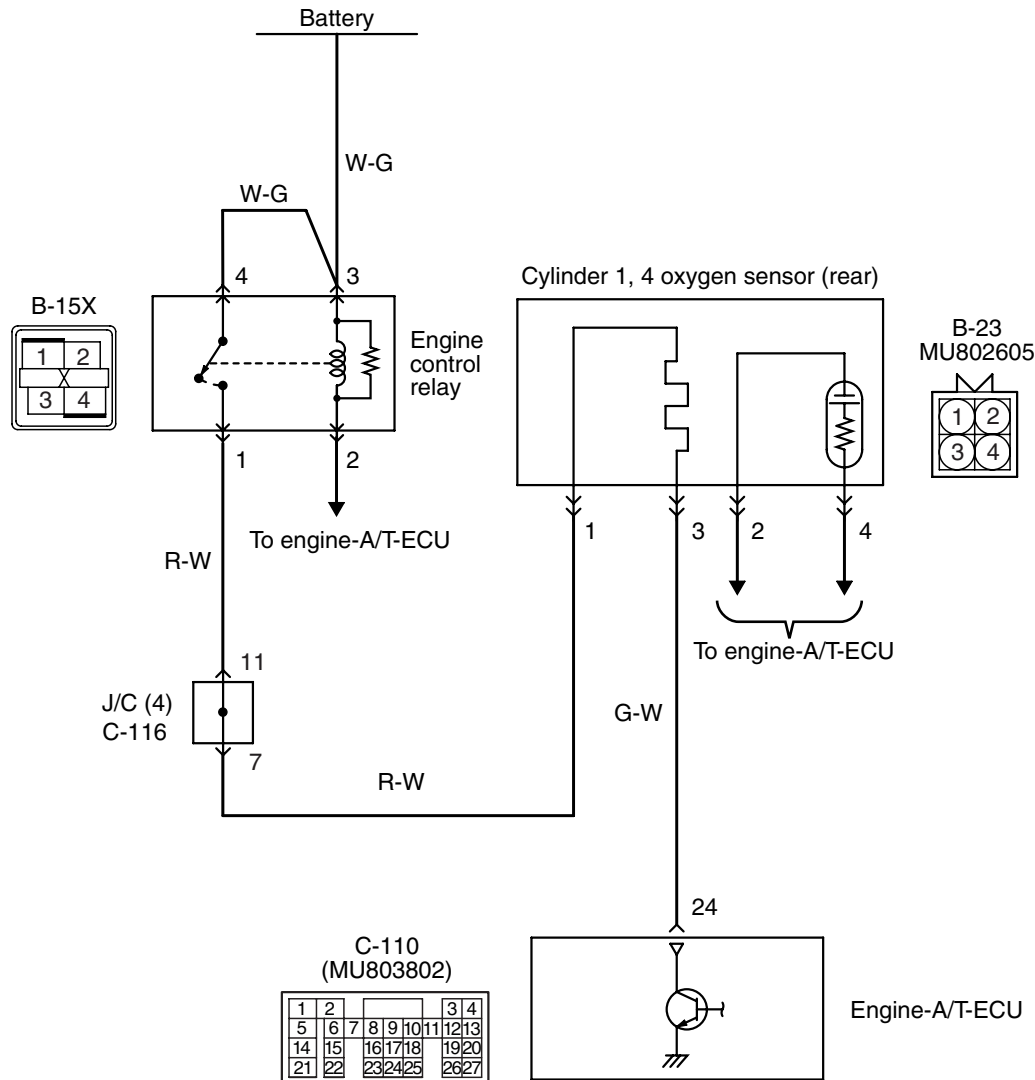 Battery
W-G
W-G
4
3
B-15X
1 2
3 4
X
Engine
control
relay
1
2
To engine-A/T-ECU
R-W
Cylinder 1, 4 oxygen sensor (rear)
B-23
MU802605
1 2
3 4
1
3
2
4
To engine-A/T-ECU
11
J/C (4)
C-116
7
R-W
G-W
24
C-110
(MU803802)
1 2 3 4
5 6 7 8 9 10 11 12 13
14 15 16 17 18 19 20
21 22 23 24 25 26 27
Engine-A/T-ECU